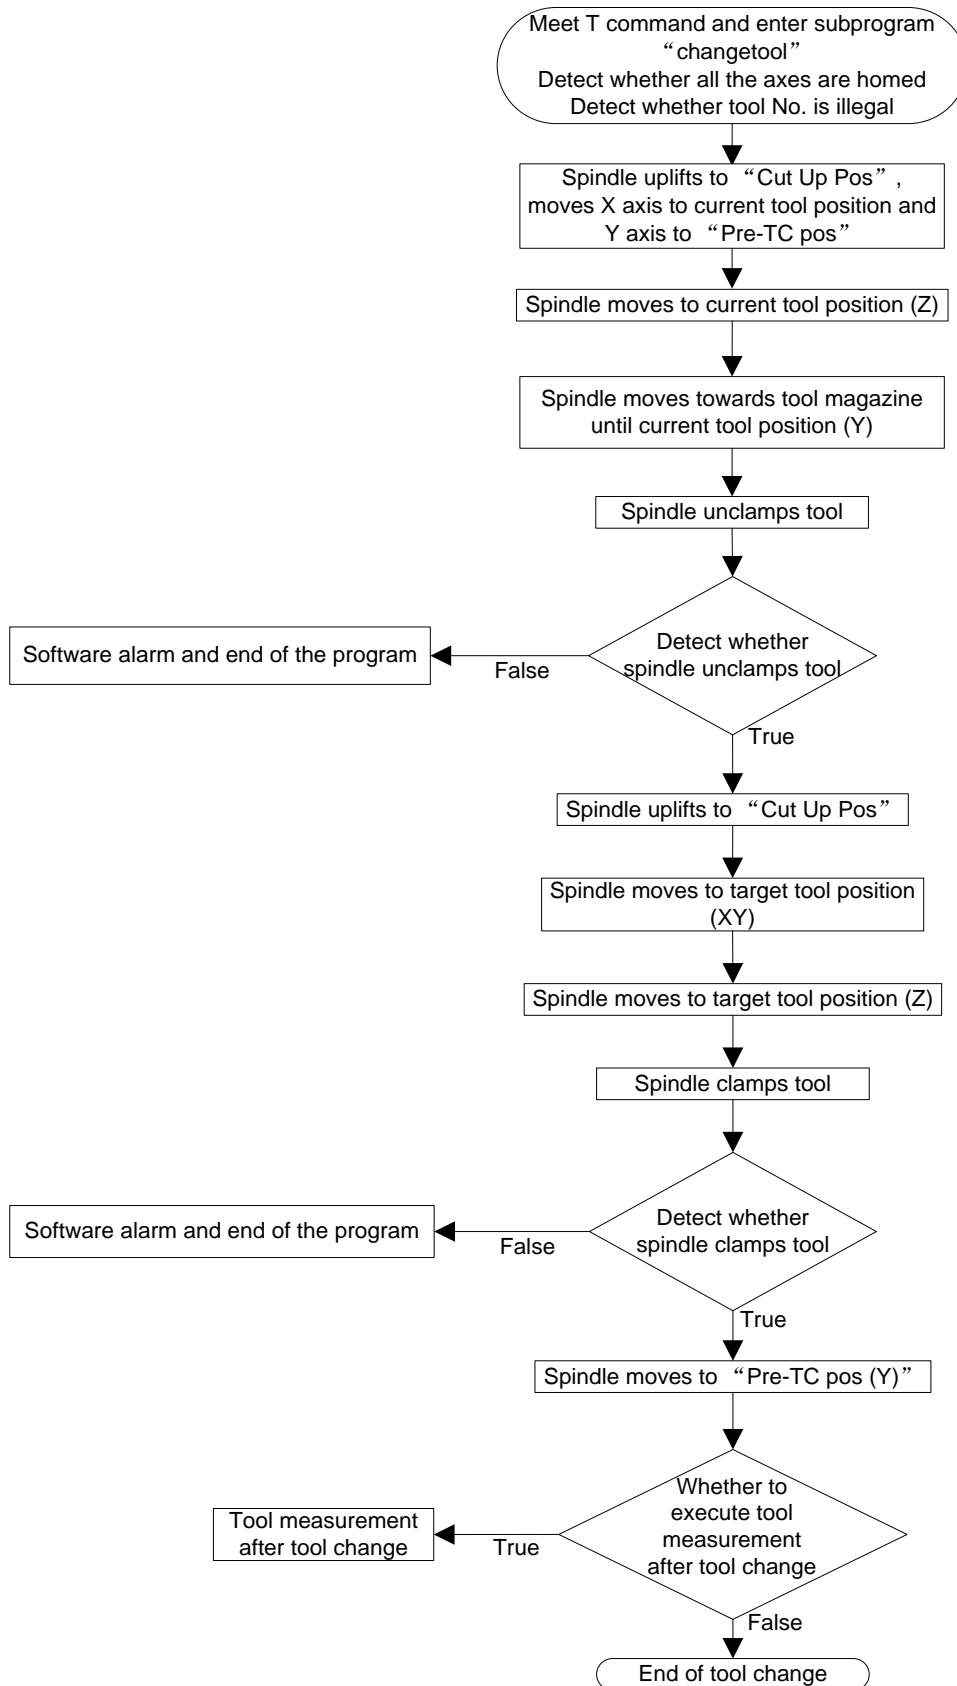 Meet T command and enter subprogram
“changetool”
Detect whether all the axes are homed
Detect whether tool No. is illegal
Spindle uplifts to “Cut Up Pos”,
moves X axis to current tool position and
Y axis to “Pre-TC pos”
Spindle moves to current tool position (Z)
Spindle moves towards tool magazine
until current tool position (Y)
Spindle unclamps tool
Detect whether
spindle unclamps tool
Software alarm and end of the program
False
True
Spindle uplifts to “Cut Up Pos”
Spindle moves to target tool position
(XY)
Spindle moves to target tool position (Z)
Spindle clamps tool
Detect whether
spindle clamps tool
Software alarm and end of the program
False
True
Spindle moves to “Pre-TC pos (Y)”
Whether to
execute tool
measurement
after tool change
Tool measurement
after tool change
True
False
End of tool change